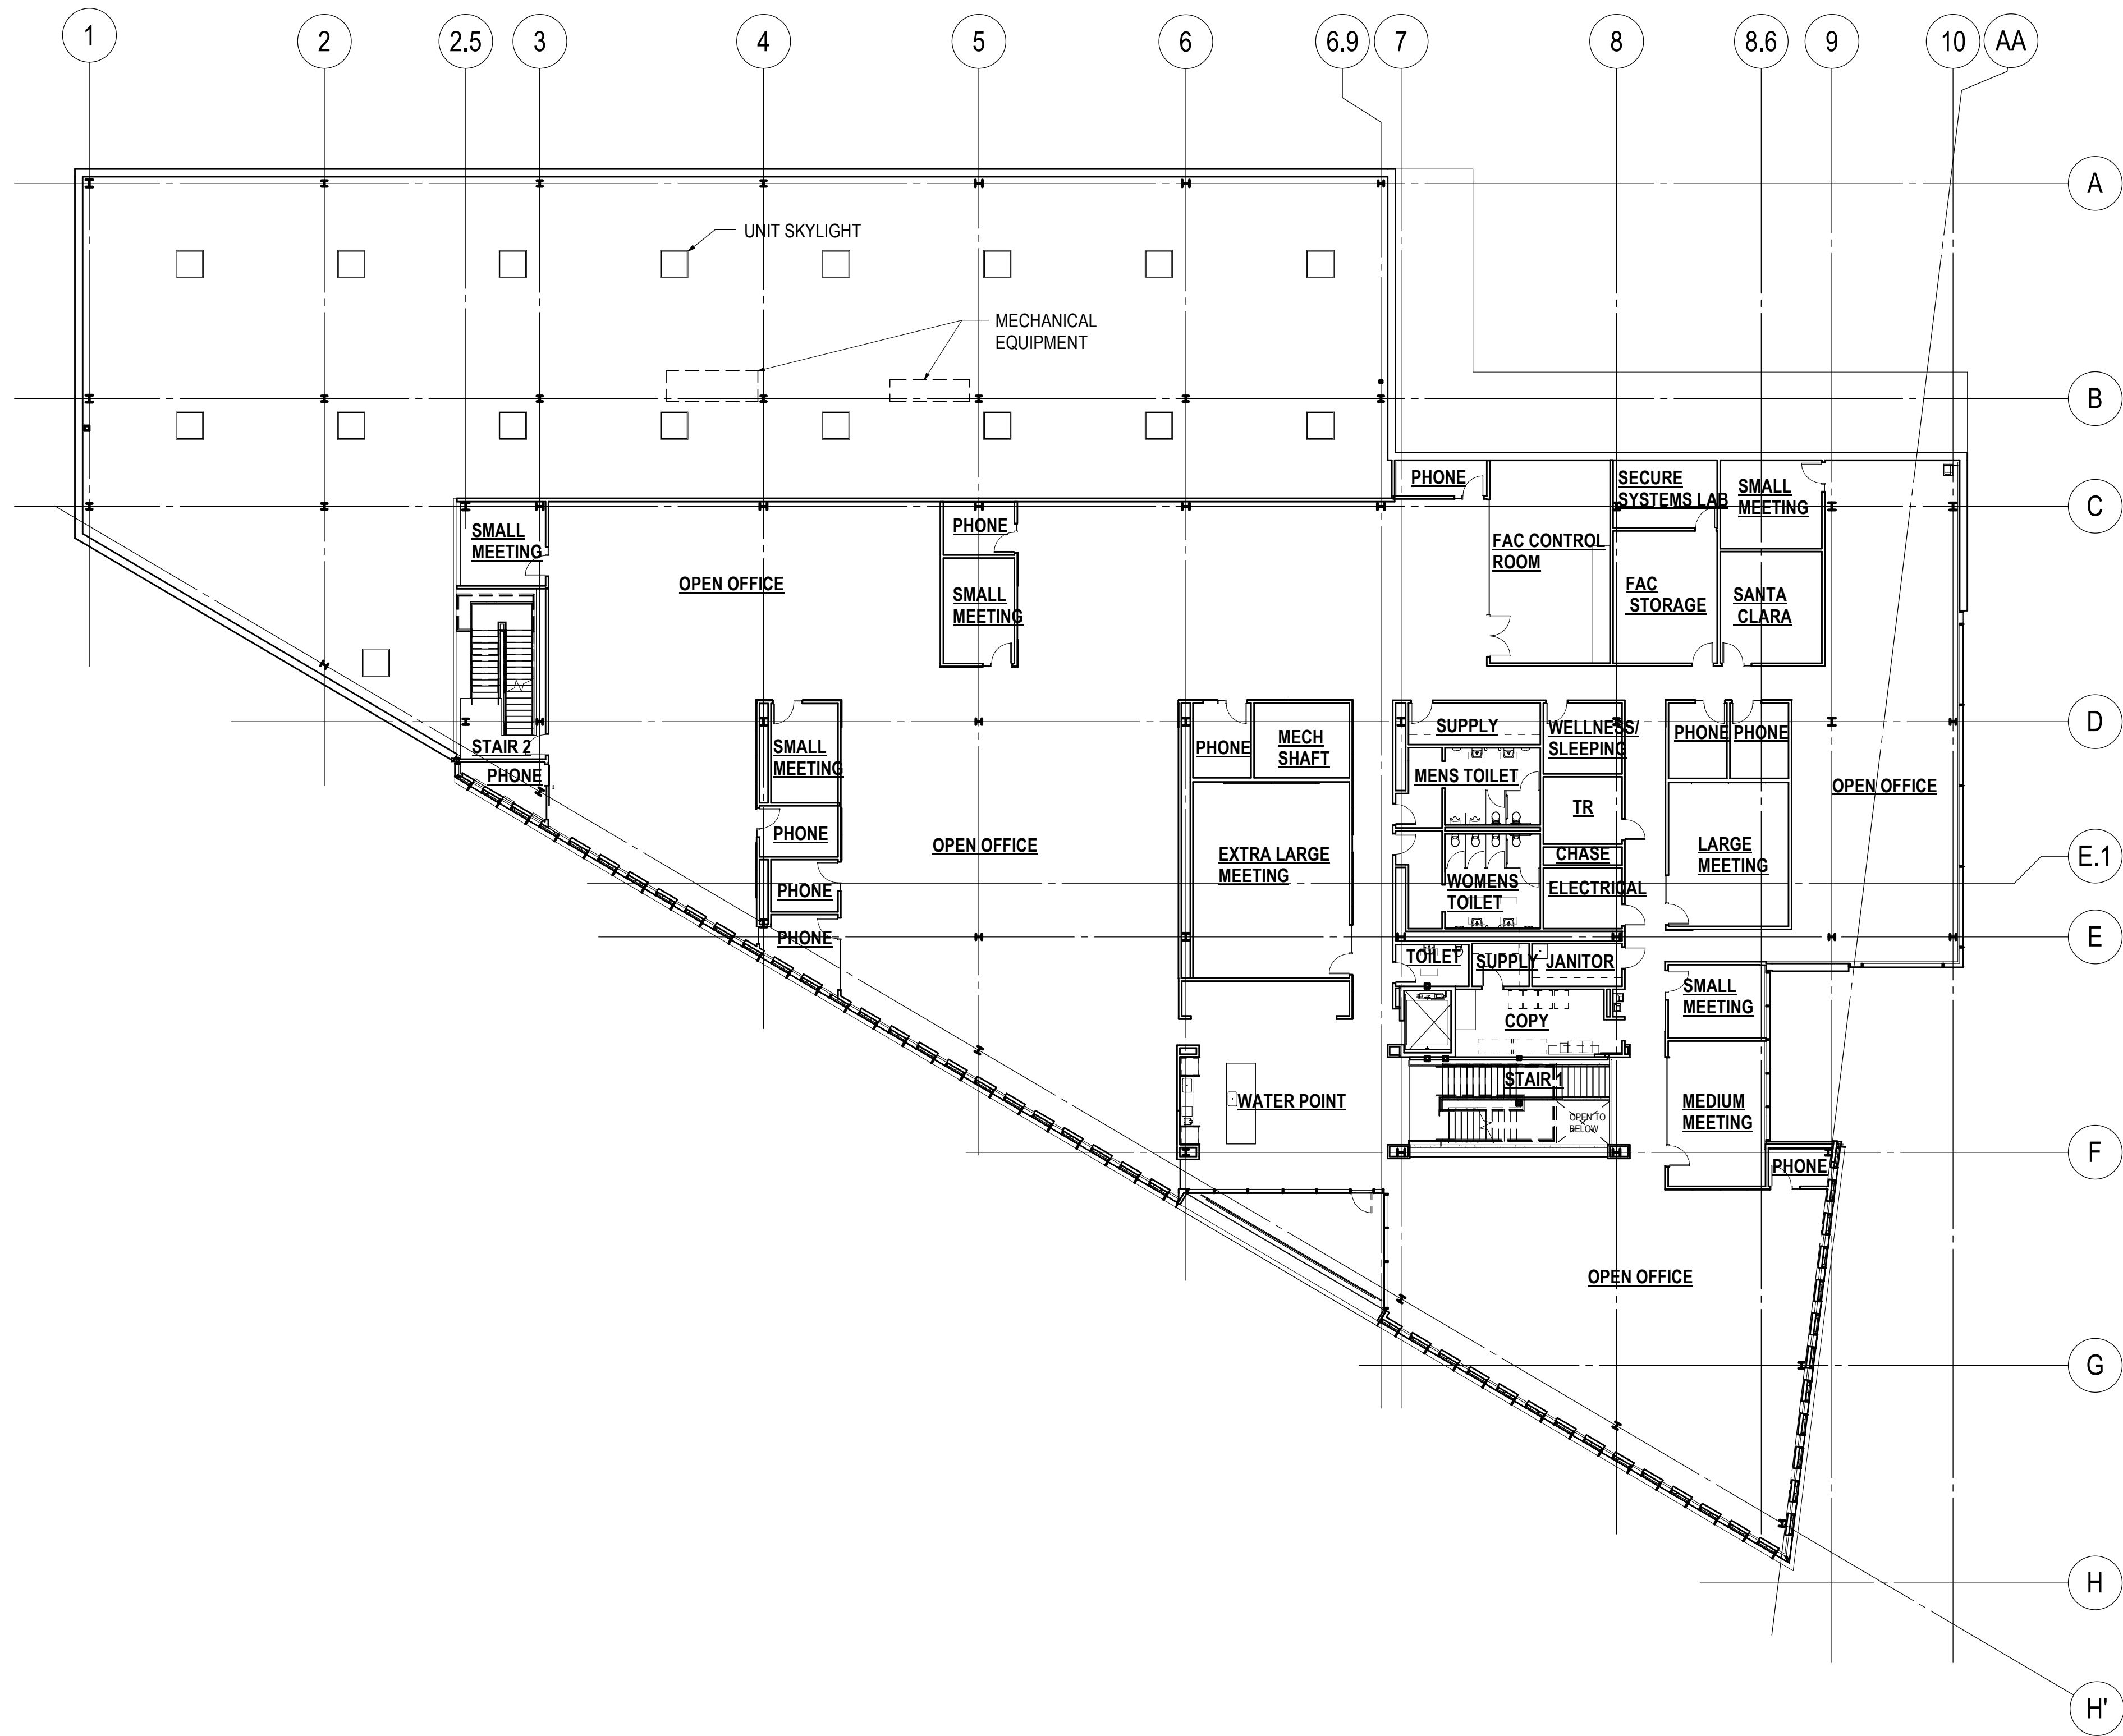 1
2
2.5
3
4
5
6
6.9
7
8
8.6
9
10
AA
A
UNIT SKYLIGHT
MECHANICAL
EQUIPMENT
B
PHONE
SECURE
SYSTEMS LAB
SMALL
MEETING
C
SMALL
MEETING
PHONE
FAC CONTROL
ROOM
OPEN OFFICE
SMALL
MEETING
FAC
STORAGE
SANTA
CLARA
D
STAIR 2
PHONE
SMALL
MEETING
PHONE
MECH
SHAFT
SUPPLY
WELLNESS/
SLEEPING
PHONE
PHONE
MENS TOILET
OPEN OFFICE
TR
PHONE
OPEN OFFICE
EXTRA LARGE
MEETING
CHASE
LARGE
MEETING
E.1
PHONE
WOMENS
TOILET
ELECTRICAL
PHONE
E
TOILET
SUPPLY
JANITOR
SMALL
MEETING
COPY
STAIR 1
WATER POINT
OPEN TO
BELOW
MEDIUM
MEETING
F
PHONE
OPEN OFFICE
G
H
H'